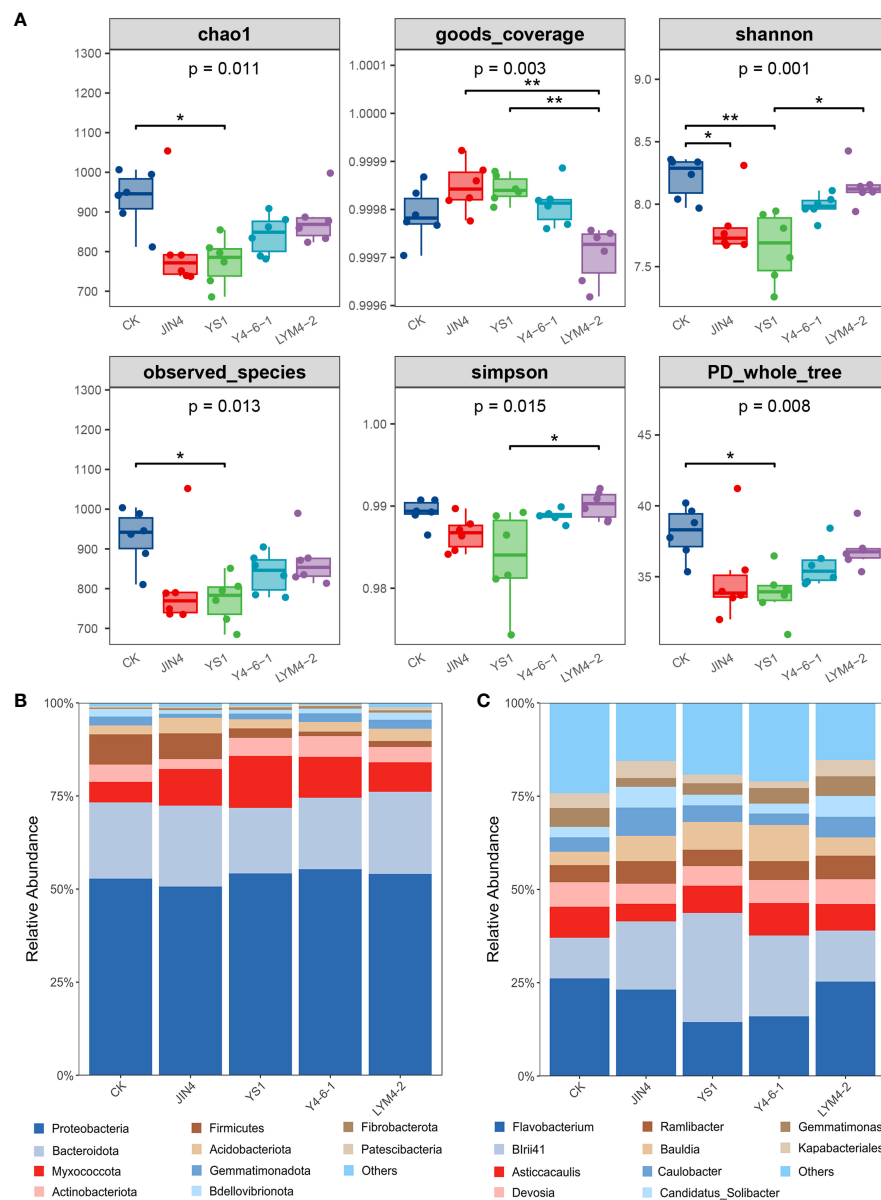 A
chao1
goods_coverage
shannon
p = 0.011
p = 0.003
p = 0.001
1300
1200
1100
1000
900
800
700
*
1.0001
1.0000
0.9999
0.9998
0.9997
0.9996
**
**
9.0
8.5
8.0
7.5
**
*
*
CK
JIN4
YS1
Y4-6-1
LYM4-2
CK
JIN4
YS1
Y4-6-1
LYM4-2
CK
JIN4
YS1
Y4-6-1
LYM4-2
observed_species
simpson
PD_whole_tree
p = 0.013
p = 0.015
p = 0.008
1300
1200
1100
1000
900
800
700
*
1.00
0.99
0.98
*
45
40
35
*
CK
JIN4
YS1
Y4-6-1
LYM4-2
CK
JIN4
YS1
Y4-6-1
LYM4-2
CK
JIN4
YS1
Y4-6-1
LYM4-2
B
Relative Abundance
100%
75%
50%
25%
0%
CK
JIN4
YS1
Y4-6-1
LYM4-2
Proteobacteria
Bacteroidota
Myxococcota
Actinobacteriota
Firmicutes
Acidobacteriota
Gemmatimonadota
Bdellovibrionota
Fibrobacterota
Patescibacteria
Others
C
Relative Abundance
100%
75%
50%
25%
0%
CK
JIN4
YS1
Y4-6-1
LYM4-2
Flavobacterium
BIrii41
Asticcacaulis
Devosia
Ramlibacter
Bauldia
Caulobacter
Candidatus_Solibacter
Gemmatimonas
Kapabacteriales
Others